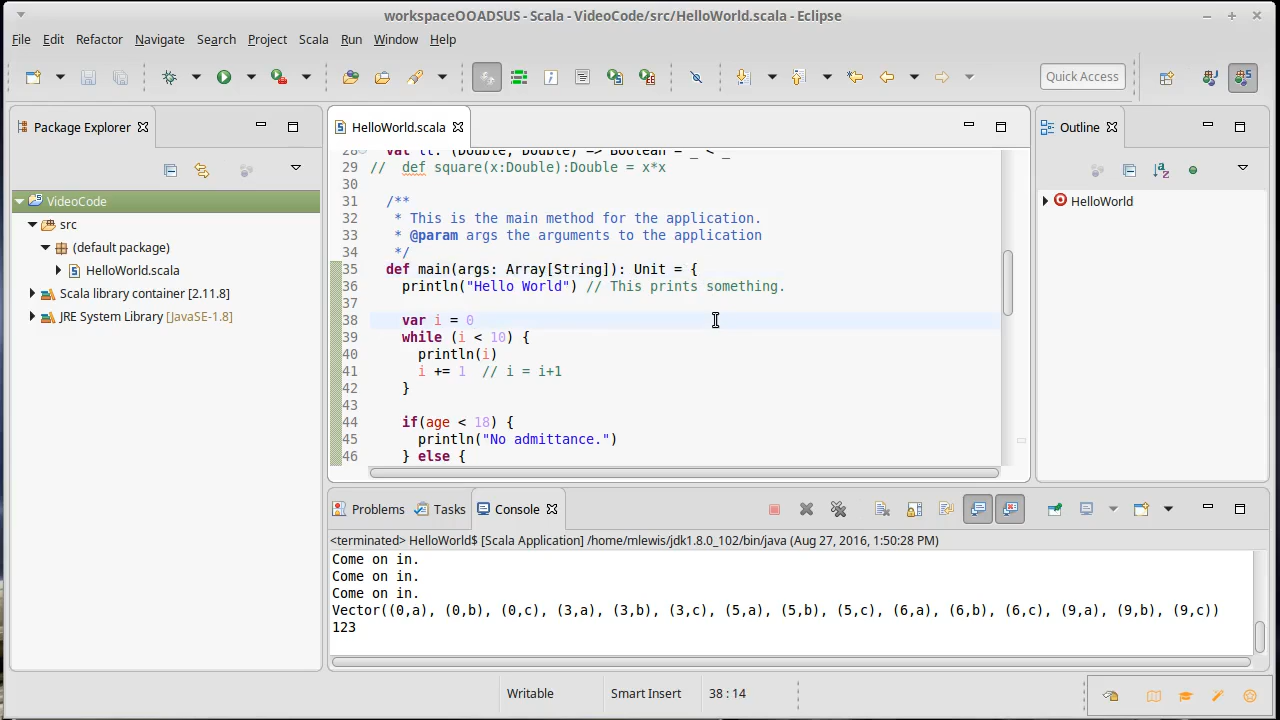 workspaceOOADSUS - Scala - VideoCode/src/HelloWorld.scala - Eclipse
File Edit Refactor Navigate Search Project Scala Run Window Help
Quick Access
Package Explorer
VideoCode
src
(default package)
HelloWorld.scala
Scala library container [2.11.8]
JRE System Library [JavaSE-1.8]
HelloWorld.scala
28 val lt: (Double, Double) => Boolean = _ < _
29 //  def square(x:Double):Double = x*x
30
31 /**
32 * This is the main method for the application.
33 * @param args the arguments to the application
34 */
35 def main(args: Array[String]): Unit = {
36 println("Hello World") // This prints something.
37
38 var i = 0
39 while (i < 10) {
40 println(i)
41 i += 1  // i = i+1
42 }
43
44 if(age < 18) {
45 println("No admittance.")
46 } else {
Outline
HelloWorld
Problems Tasks Console
<terminated> HelloWorld$ [Scala Application] /home/mlewis/jdk1.8.0_102/bin/java (Aug 27, 2016, 1:50:28 PM)
Come on in.
Come on in.
Come on in.
Vector((0,a), (0,b), (0,c), (3,a), (3,b), (3,c), (5,a), (5,b), (5,c), (6,a), (6,b), (6,c), (9,a), (9,b), (9,c))
123
Writable Smart Insert 38 : 14